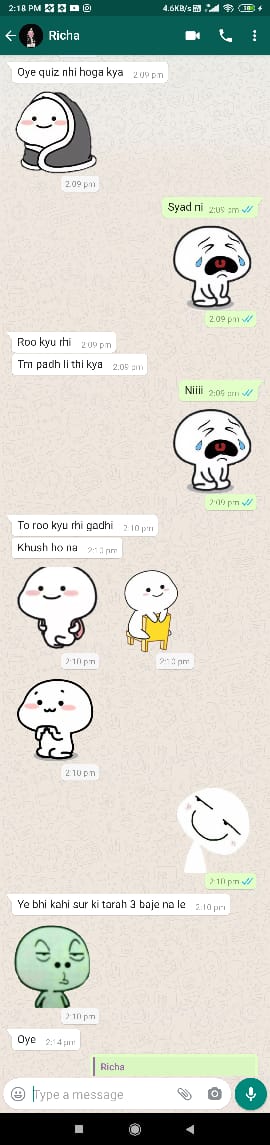 2:18 PM
4.6KB/s
Richa
Oye quiz nhi hoga kya 2:09 pm
2:09 pm
Syad ni 2:09 pm
2:09 pm
Roo kyu rhi 2:09 pm
Tm padh li thi kya 2:09 pm
Niiii 2:09 pm
2:09 pm
To roo kyu rhi gadhi 2:10 pm
Khush ho na 2:10 pm
2:10 pm 2:10 pm
2:10 pm
2:10 pm
Ye bhi kahi sur ki tarah 3 baje na le 2:10 pm
2:10 pm
Oye 2:14 pm
Richa
Type a message